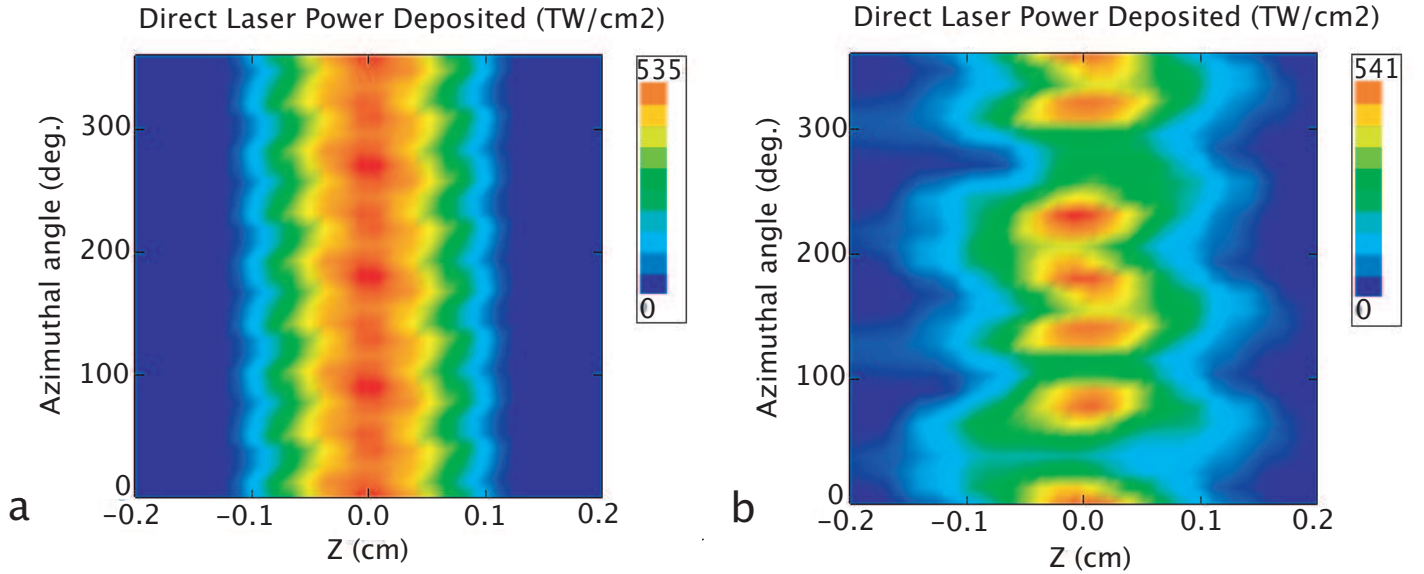 Direct Laser Power Deposited (TW/cm2)
535
0
Azimuthal angle (deg.)
300
200
100
0
-0.2
-0.1
0.0
0.1
0.2
Z (cm)
a
Direct Laser Power Deposited (TW/cm2)
541
0
Azimuthal angle (deg.)
300
200
100
0
-0.2
-0.1
0.0
0.1
0.2
Z (cm)
b